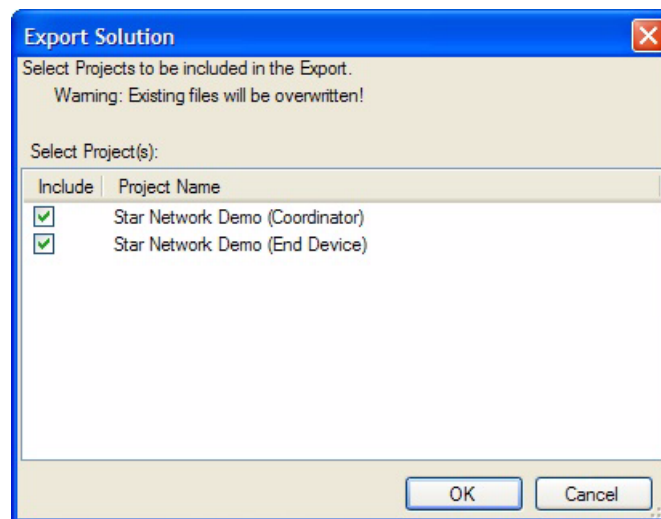 Export Solution
Select Projects to be included in the Export.
Warning: Existing files will be overwritten!
Select Project(s):
Include Project Name
Star Network Demo (Coordinator)
Star Network Demo (End Device)
OK Cancel